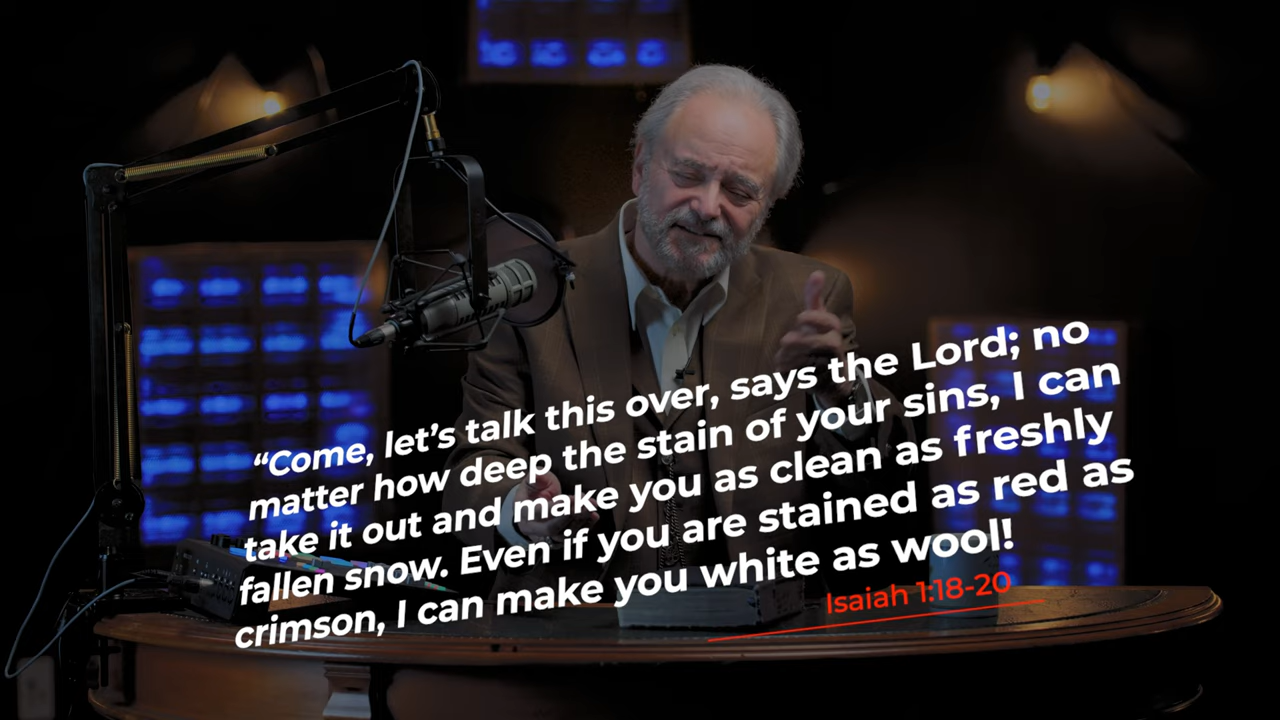 “Come, let’s talk this over, says the Lord; no
matter how deep the stain of your sins, I can
take it out and make you as clean as freshly
fallen snow. Even if you are stained as red as
crimson, I can make you white as wool!
Isaiah 1:18-20